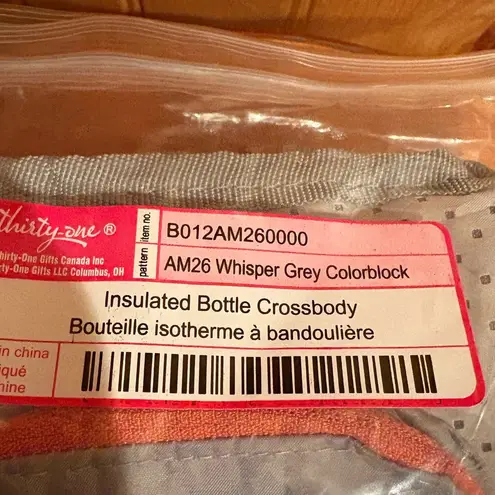 thirty-one®
Thirty-One Gifts Canada Inc
Thirty-One Gifts LLC Columbus, OH
item no.
B012AM260000
pattern
AM26 Whisper Grey Colorblock
Insulated Bottle Crossbody
Bouteille isotherme à bandoulière
in china
iqué
hine